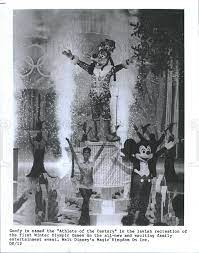 Goofy is named the "Athlete of the Century" in the lavish recreation of
the first Winter Olympic Games on the all-new and exciting family
entertainment event, Walt Disney's Magic Kingdom On Ice.